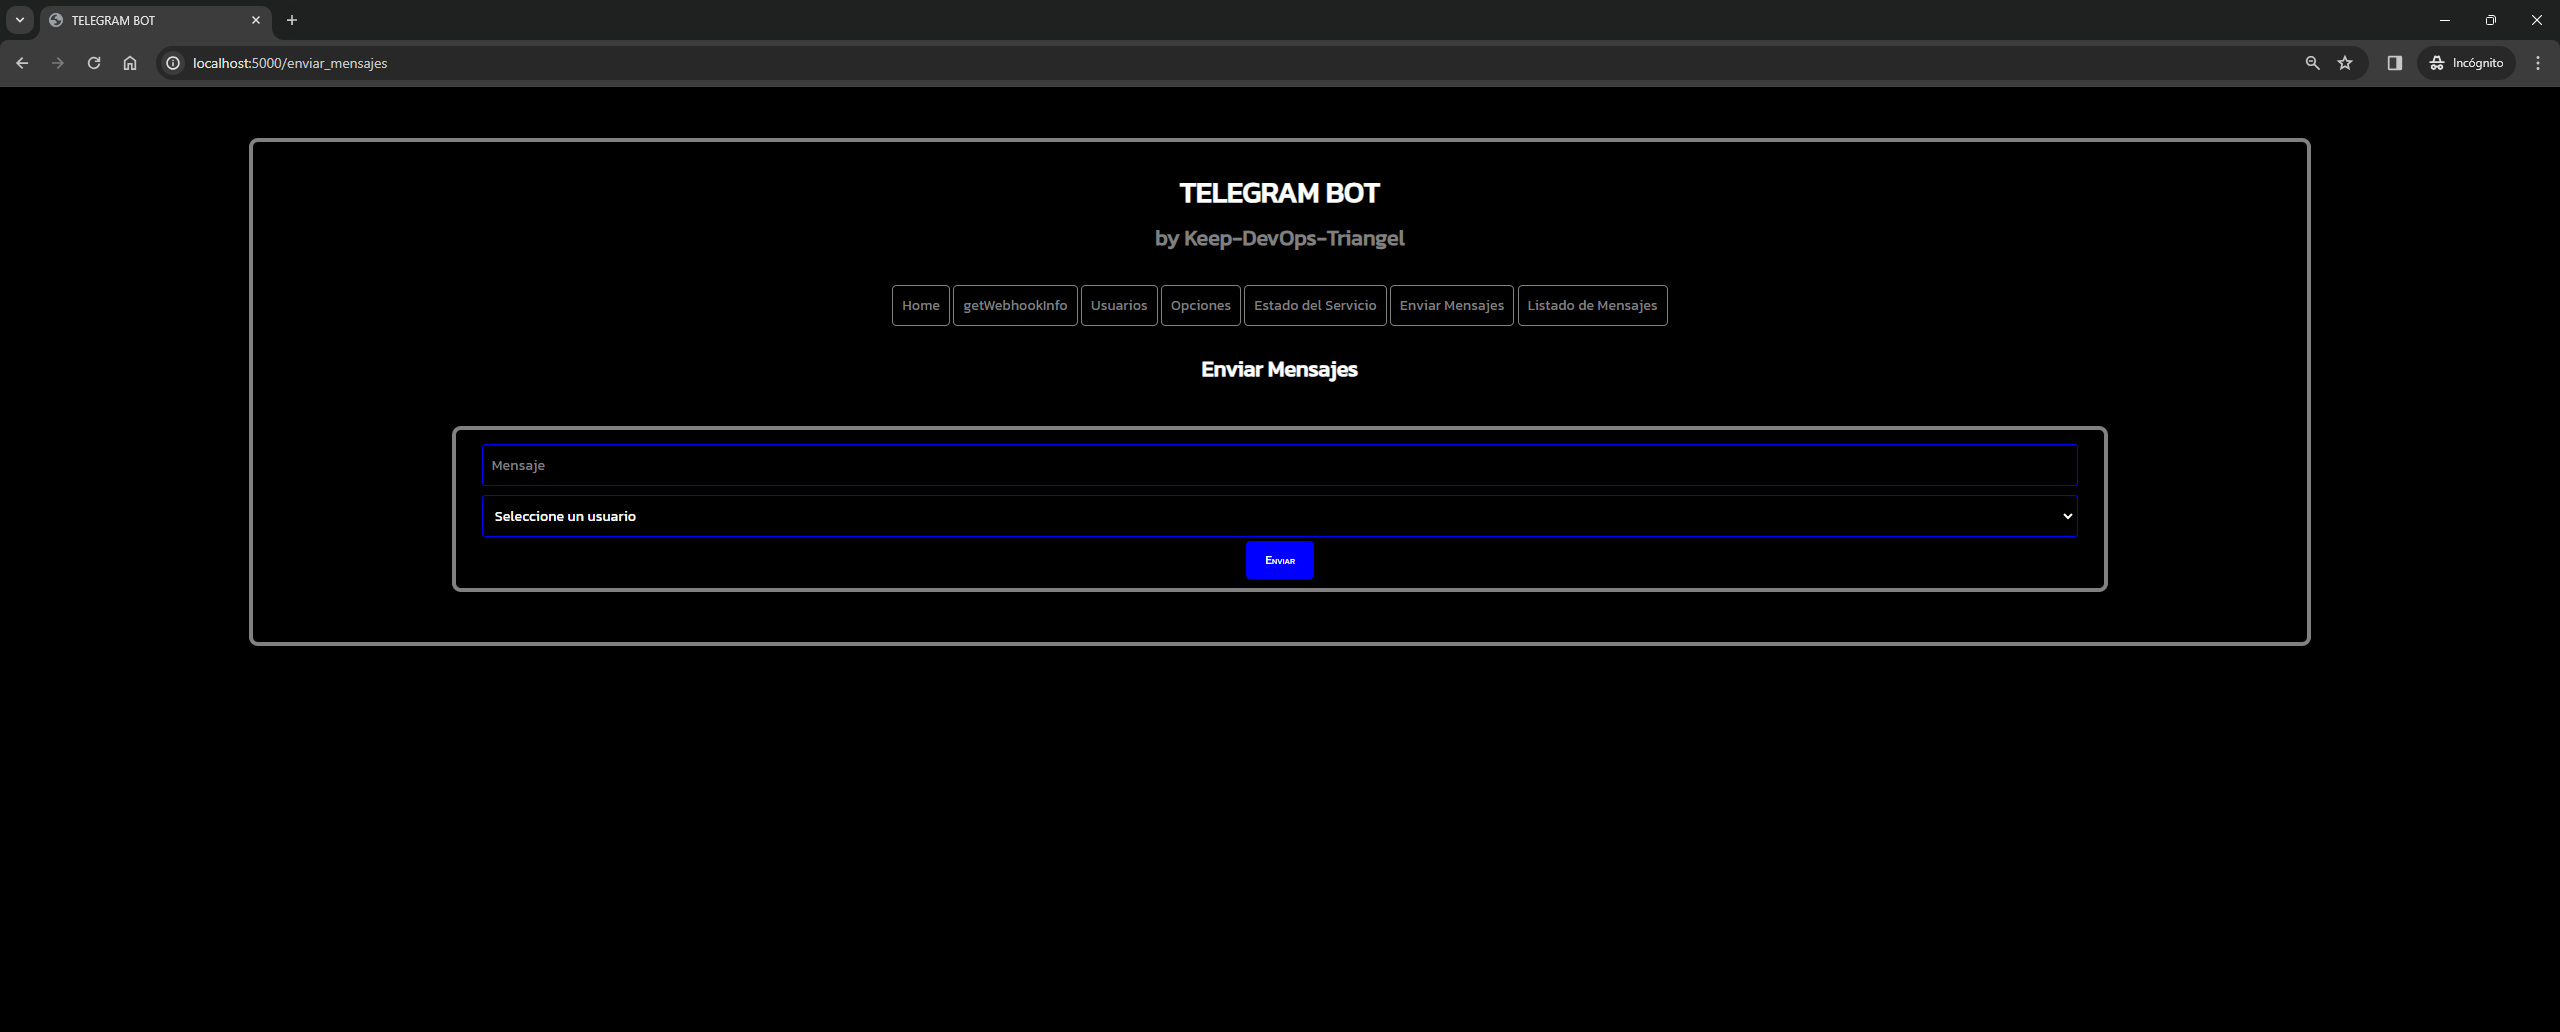 TELEGRAM BOT
localhost:5000/enviar_mensajes
Incógnito
TELEGRAM BOT
by Keep-DevOps-Triangel
Home getWebhookInfo Usuarios Opciones Estado del Servicio Enviar Mensajes Listado de Mensajes
Enviar Mensajes
Mensaje
Seleccione un usuario
Enviar